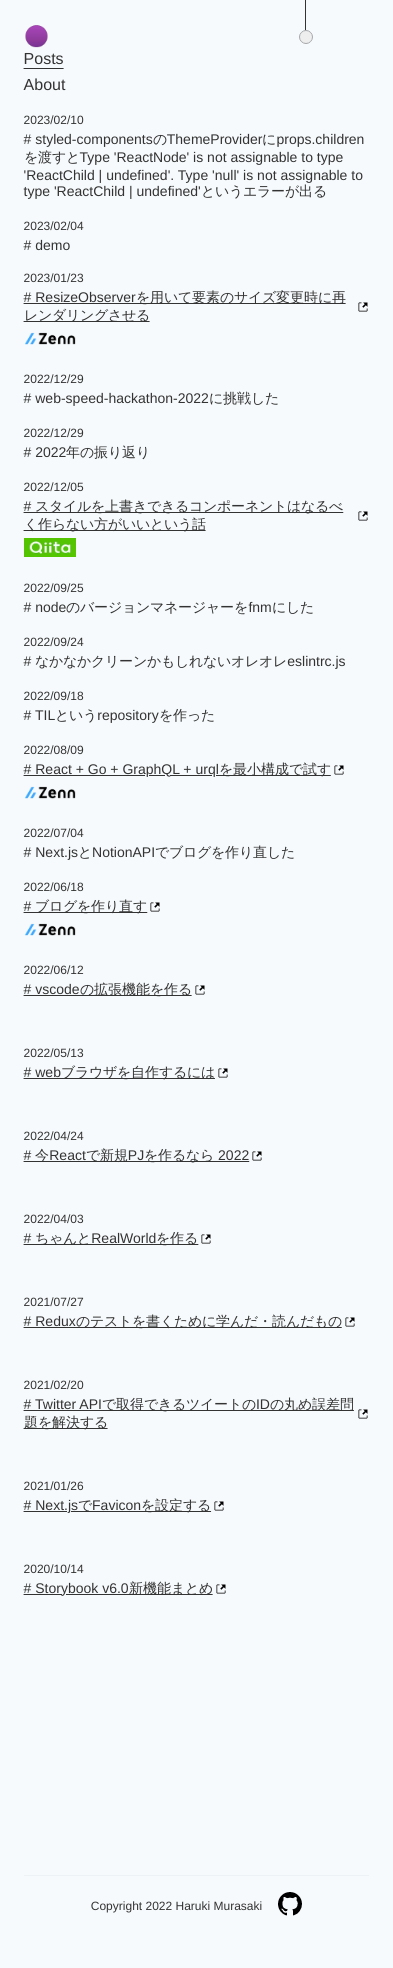 Posts
About
2023/02/10
# styled-componentsのThemeProviderにprops.children
を渡すとType 'ReactNode' is not assignable to type
'ReactChild | undefined'. Type 'null' is not assignable to
type 'ReactChild | undefined'というエラーが出る
2023/02/04
# demo
2023/01/23
# ResizeObserverを用いて要素のサイズ変更時に再
レンダリングさせる
Zenn
2022/12/29
# web-speed-hackathon-2022に挑戦した
2022/12/29
# 2022年の振り返り
2022/12/05
# スタイルを上書きできるコンポーネントはなるべ
く作らない方がいいという話
Qiita
2022/09/25
# nodeのバージョンマネージャーをfnmにした
2022/09/24
# なかなかクリーンかもしれないオレオレeslintrc.js
2022/09/18
# TILというrepositoryを作った
2022/08/09
# React + Go + GraphQL + urqlを最小構成で試す
Zenn
2022/07/04
# Next.jsとNotionAPIでブログを作り直した
2022/06/18
# ブログを作り直す
Zenn
2022/06/12
# vscodeの拡張機能を作る
2022/05/13
# webブラウザを自作するには
2022/04/24
# 今Reactで新規PJを作るなら 2022
2022/04/03
# ちゃんとRealWorldを作る
2021/07/27
# Reduxのテストを書くために学んだ・読んだもの
2021/02/20
# Twitter APIで取得できるツイートのIDの丸め誤差問
題を解決する
2021/01/26
# Next.jsでFaviconを設定する
2020/10/14
# Storybook v6.0新機能まとめ
Copyright 2022 Haruki Murasaki